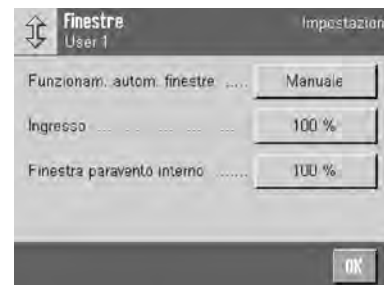 Finestre Impostazion
User 1
Funzionam. autom. finestre ..... Manuale
Ingresso ..... 100 %
Finestra paravento interno ....... 100 %
OK